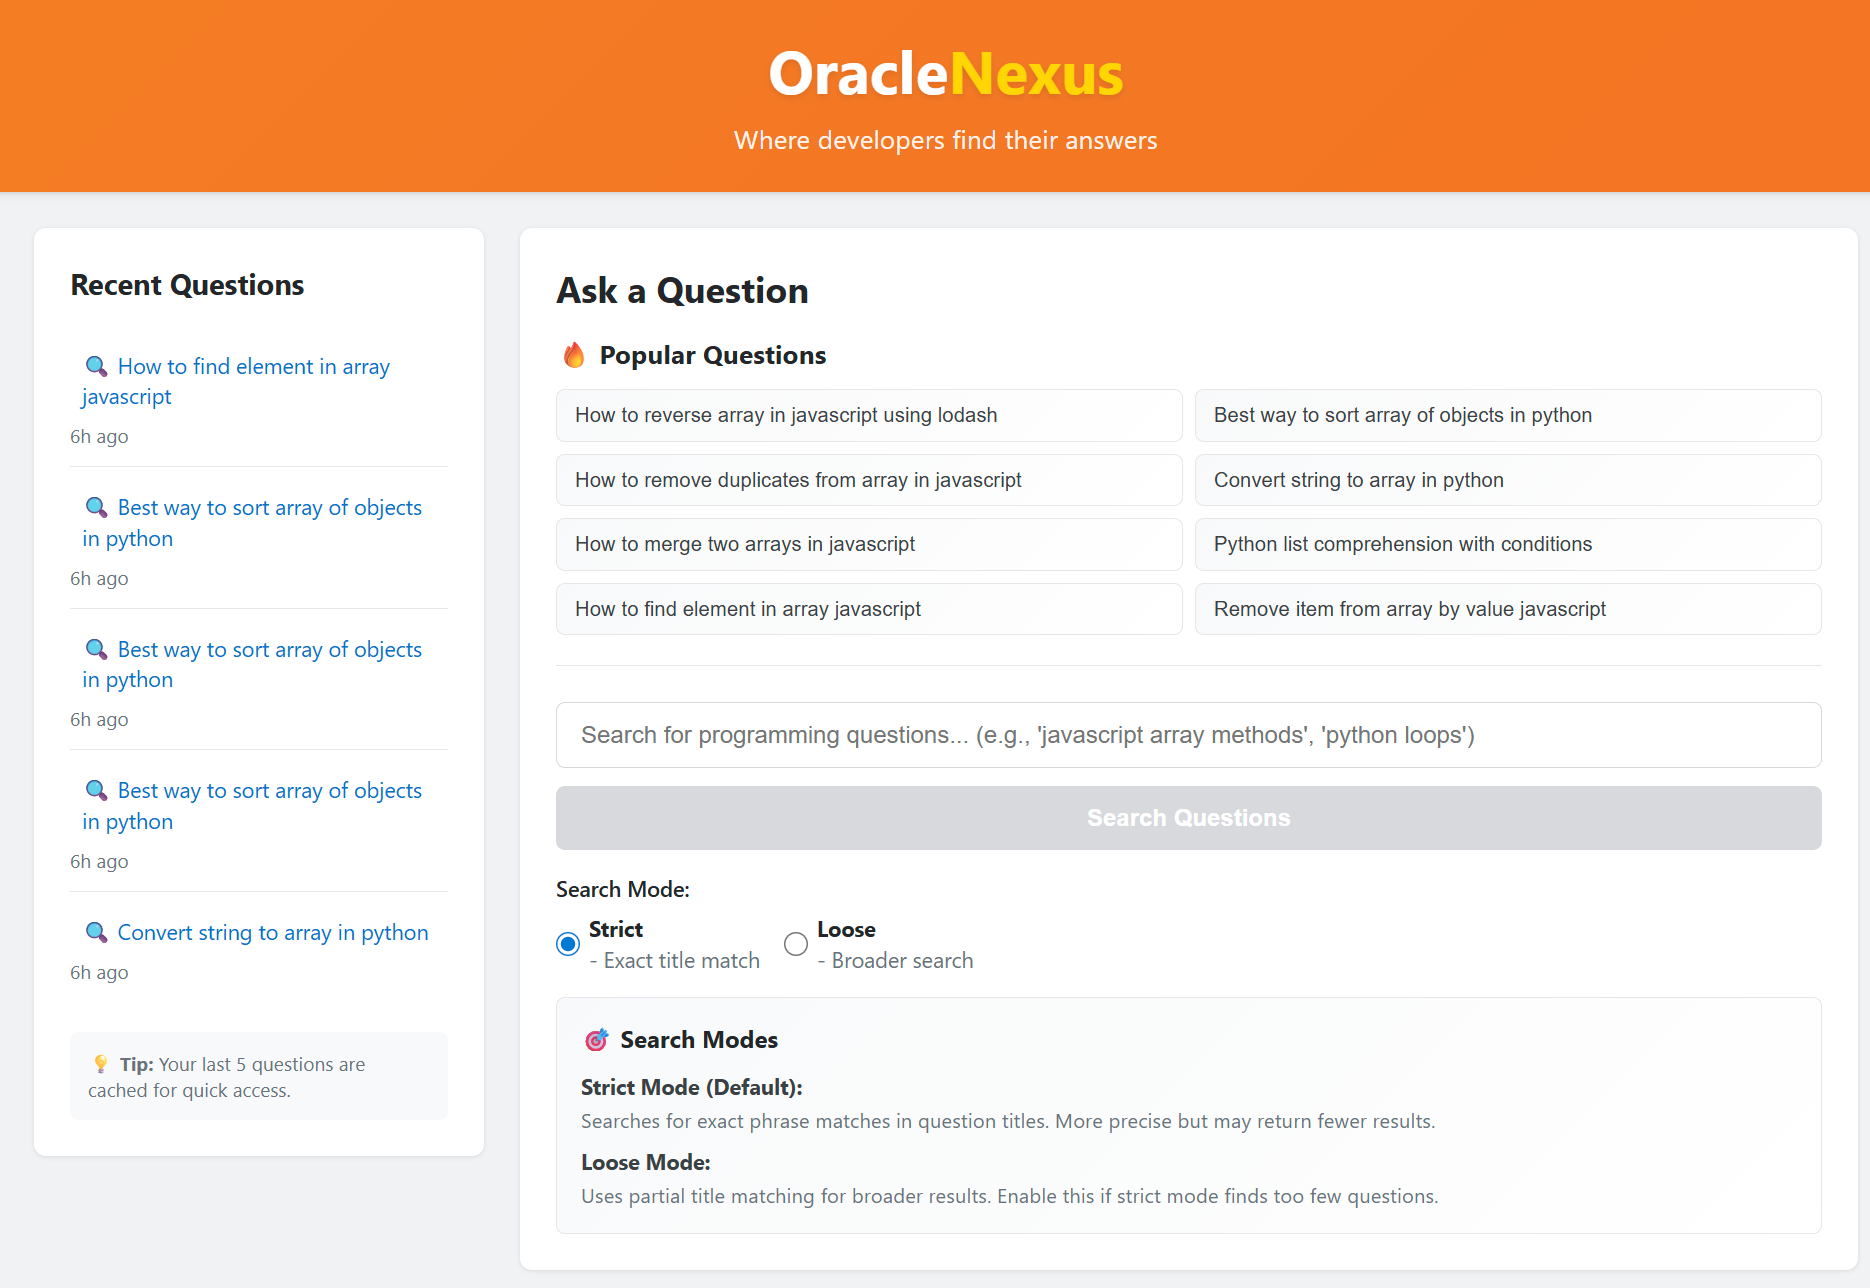 OracleNexus
Where developers find their answers
Recent Questions
How to find element in array
javascript
6h ago
Best way to sort array of objects
in python
6h ago
Best way to sort array of objects
in python
6h ago
Best way to sort array of objects
in python
6h ago
Convert string to array in python
6h ago
Tip: Your last 5 questions are
cached for quick access.
Ask a Question
Popular Questions
How to reverse array in javascript using lodash
Best way to sort array of objects in python
How to remove duplicates from array in javascript
Convert string to array in python
How to merge two arrays in javascript
Python list comprehension with conditions
How to find element in array javascript
Remove item from array by value javascript
Search for programming questions... (e.g., 'javascript array methods', 'python loops')
Search Questions
Search Mode:
Strict
- Exact title match
Loose
- Broader search
Search Modes
Strict Mode (Default):
Searches for exact phrase matches in question titles. More precise but may return fewer results.
Loose Mode:
Uses partial title matching for broader results. Enable this if strict mode finds too few questions.